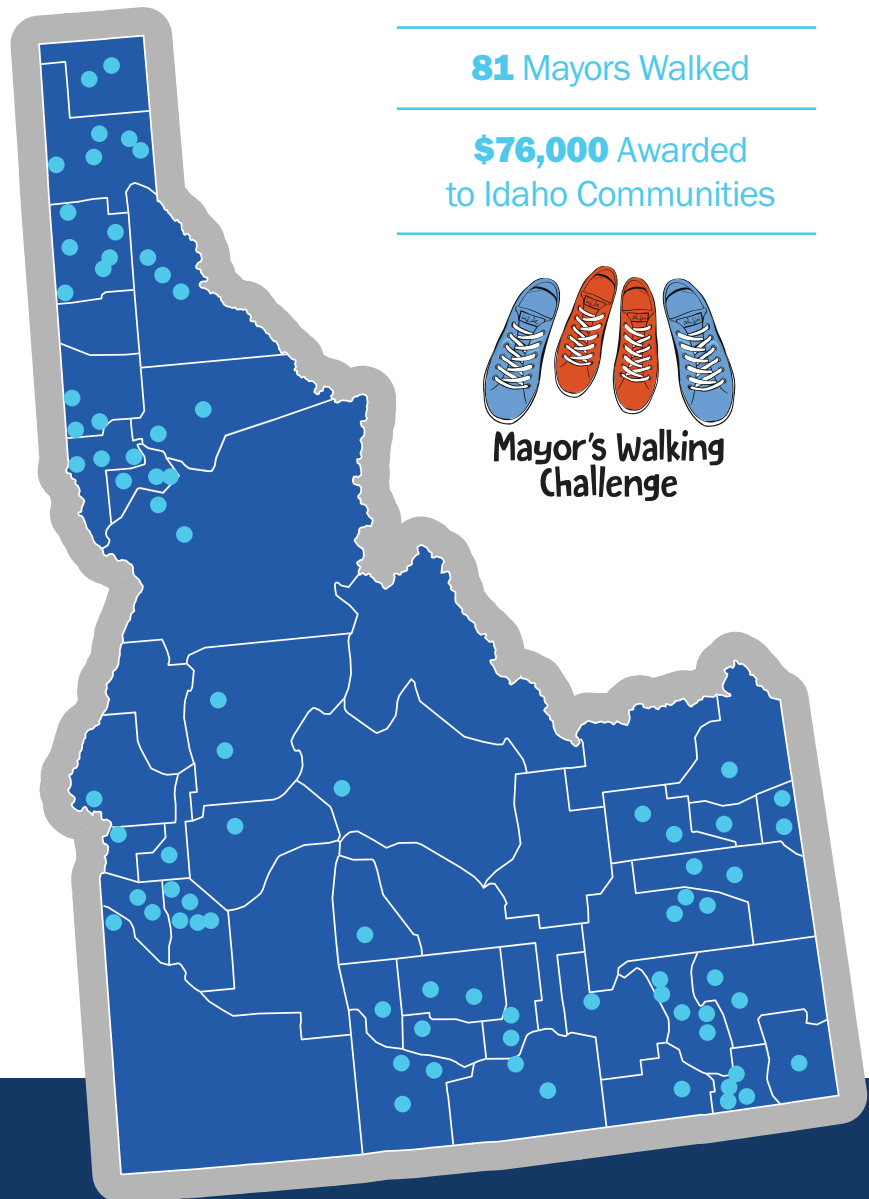 81 Mayors Walked
$76,000 Awarded
to Idaho Communities
Mayor's Walking
Challenge